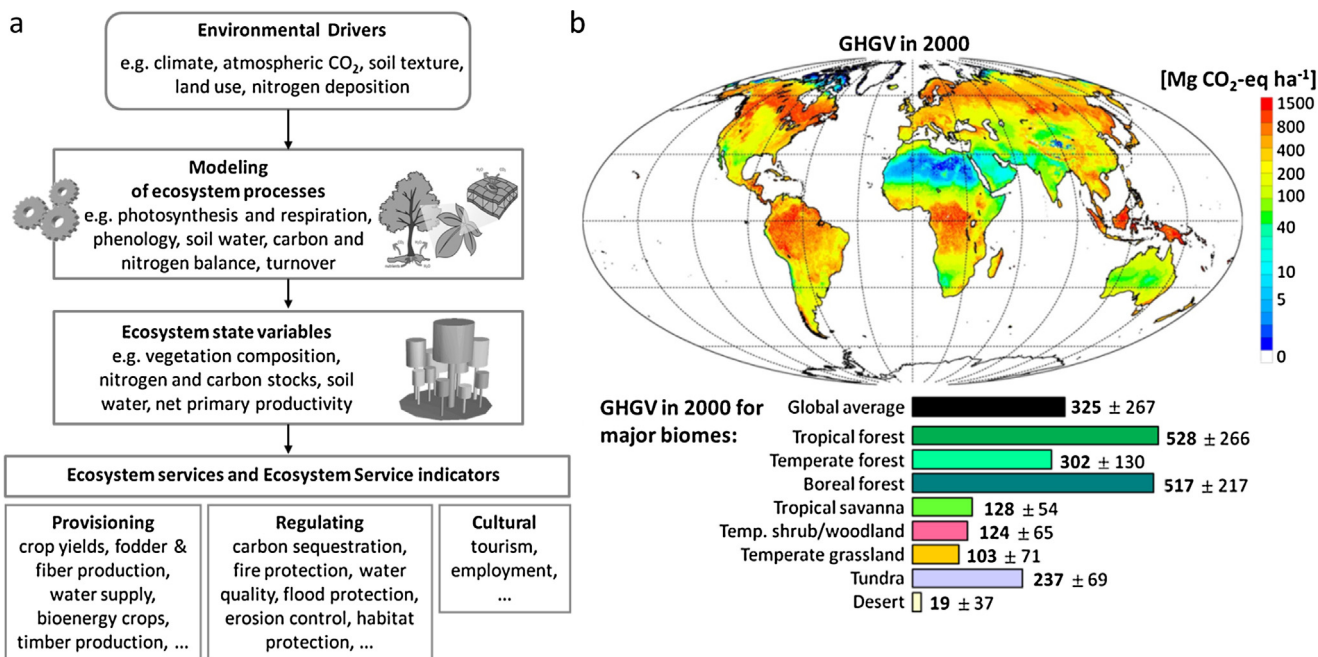 a
Environmental Drivers
e.g. climate, atmospheric CO₂, soil texture,
land use, nitrogen deposition
Modeling
of ecosystem processes
e.g. photosynthesis and respiration,
phenology, soil water, carbon and
nitrogen balance, turnover
Ecosystem state variables
e.g. vegetation composition,
nitrogen and carbon stocks, soil
water, net primary productivity
Ecosystem services and Ecosystem Service indicators
Provisioning
crop yields, fodder &
fiber production,
water supply,
bioenergy crops,
timber production, ...
Regulating
carbon sequestration,
fire protection, water
quality, flood protection,
erosion control, habitat
protection, ...
Cultural
tourism,
employment,
...
b
GHGV in 2000
[Mg CO₂-eq ha⁻¹]
1500
800
400
200
100
40
10
5
0
GHGV in 2000 for
major biomes:
Global average 325 ± 267
Tropical forest 528 ± 266
Temperate forest 302 ± 130
Boreal forest 517 ± 217
Tropical savanna 128 ± 54
Temp. shrub/woodland 124 ± 65
Temperate grassland 103 ± 71
Tundra 237 ± 69
Desert 19 ± 37